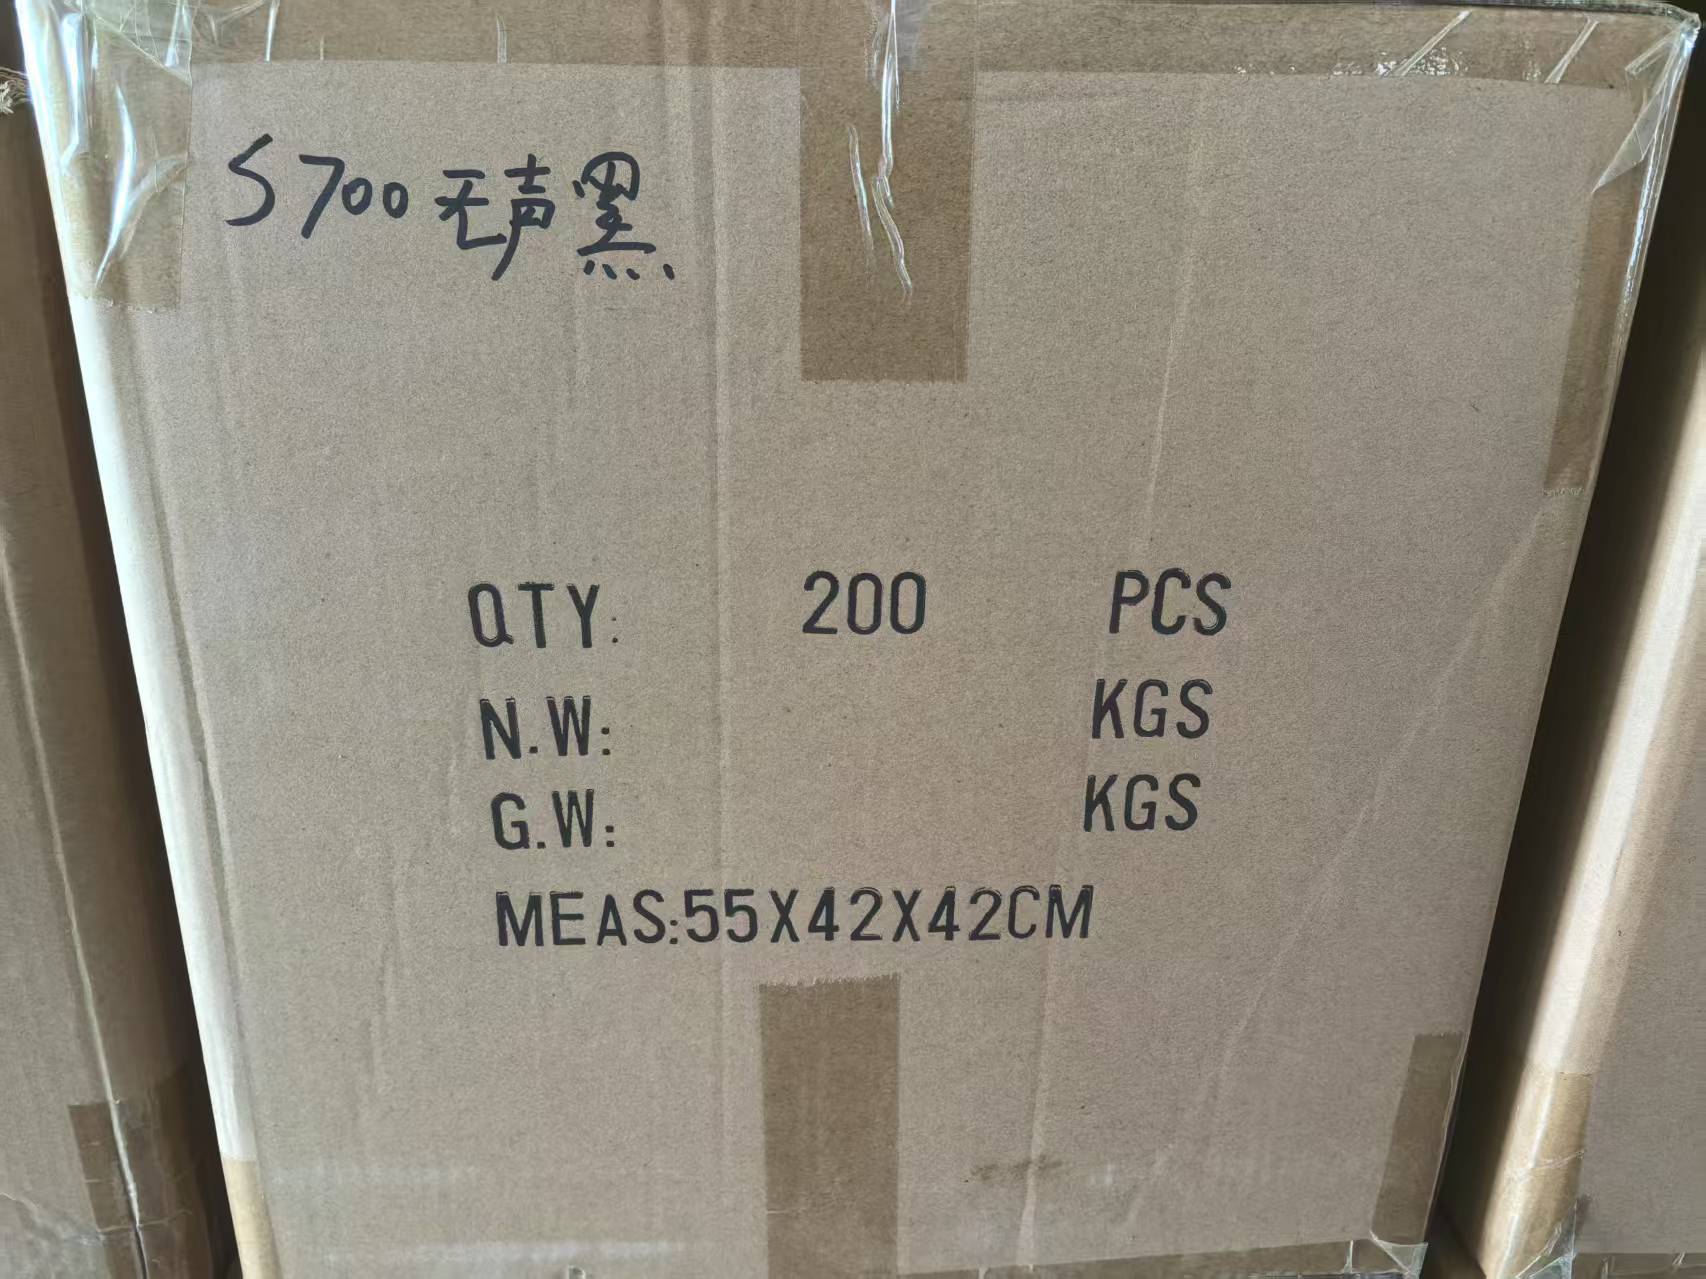 S700无声黑
QTY: 200 PCS
N.W: KGS
G.W: KGS
MEAS:55X42X42CM